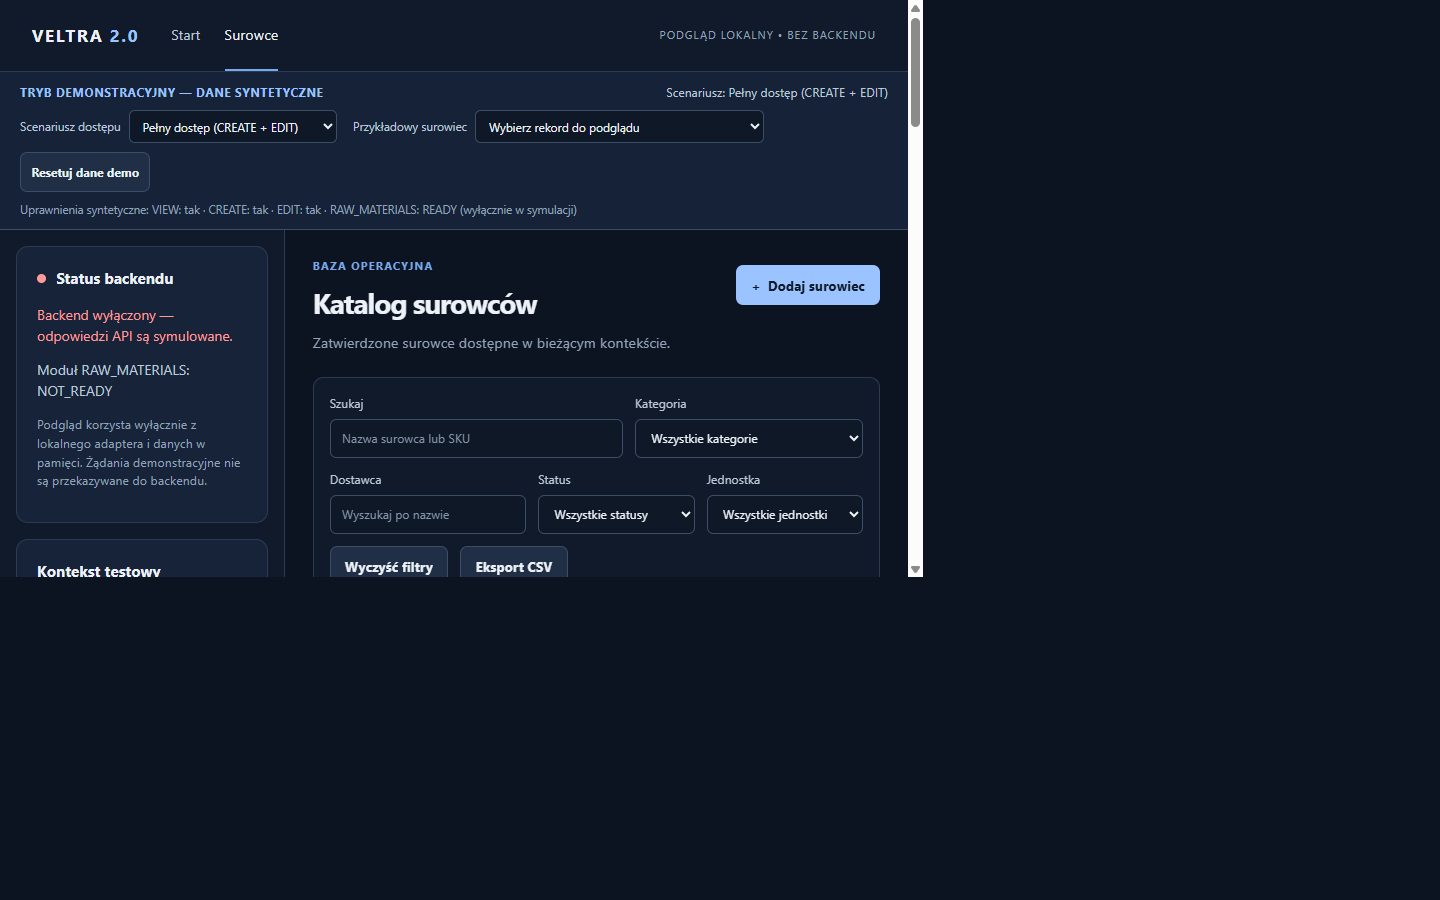 VELTRA 2.0
Start
Surowce
PODGLĄD LOKALNY • BEZ BACKENDU
TRYB DEMONSTRACYJNY — DANE SYNTETYCZNE
Scenariusz: Pełny dostęp (CREATE + EDIT)
Scenariusz dostępu
Pełny dostęp (CREATE + EDIT)
Przykładowy surowiec
Wybierz rekord do podglądu
Resetuj dane demo
Uprawnienia syntetyczne: VIEW: tak · CREATE: tak · EDIT: tak · RAW_MATERIALS: READY (wyłącznie w symulacji)
Status backendu
Backend wyłączony —
odpowiedzi API są symulowane.
Moduł RAW_MATERIALS:
NOT_READY
Podgląd korzysta wyłącznie z
lokalnego adaptera i danych w
pamięci. Żądania demonstracyjne nie
są przekazywane do backendu.
Kontekst testowy
BAZA OPERACYJNA
Katalog surowców
Zatwierdzone surowce dostępne w bieżącym kontekście.
+ Dodaj surowiec
Szukaj
Nazwa surowca lub SKU
Kategoria
Wszystkie kategorie
Dostawca
Wyszukaj po nazwie
Status
Wszystkie statusy
Jednostka
Wszystkie jednostki
Wyczyść filtry
Eksport CSV